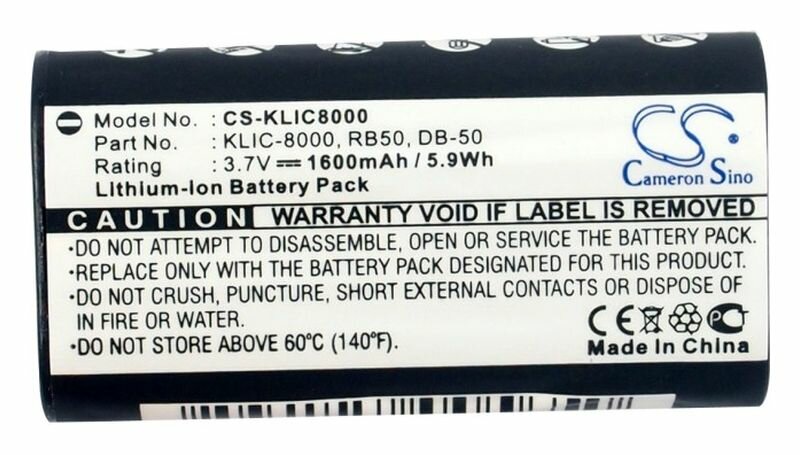 Model No. : CS-KLIC8000
Part No. : KLIC-8000, RB50, DB-50
Rating : 3.7V⎓1600mAh / 5.9Wh
Lithium-Ion Battery Pack
CS
Cameron Sino
CAUTION WARRANTY VOID IF LABEL IS REMOVED
·DO NOT ATTEMPT TO DISASSEMBLE, OPEN OR SERVICE THE BATTERY PACK.
·REPLACE ONLY WITH THE BATTERY PACK DESIGNATED FOR THIS PRODUCT.
·DO NOT CRUSH, PUNCTURE, SHORT EXTERNAL CONTACTS OR DISPOSE OF
IN FIRE OR WATER.
·DO NOT STORE ABOVE 60°C (140°F).
CE
Made In China